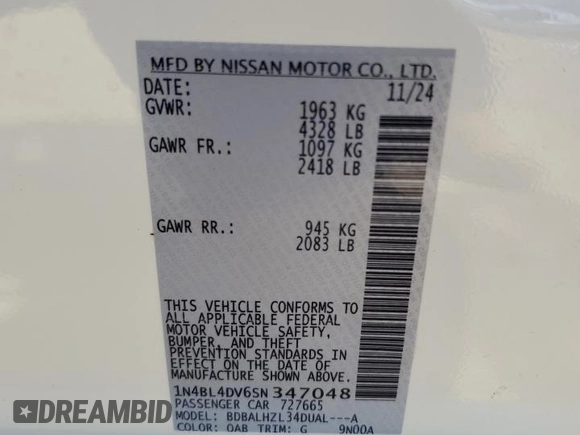 MFD BY NISSAN MOTOR CO., LTD.
DATE: 11/24
GVWR: 1963 KG
4328 LB
GAWR FR.: 1097 KG
2418 LB
GAWR RR.: 945 KG
2083 LB
THIS VEHICLE CONFORMS TO
ALL APPLICABLE FEDERAL
MOTOR VEHICLE SAFETY,
BUMPER, AND THEFT
PREVENTION STANDARDS IN
EFFECT ON THE DATE OF
MANUFACTURE SHOWN ABOVE.
1N4BL4DV6SN347048
PASSENGER CAR 727665
MODEL: BDBALHZL34DUAL---A
COLOR: QAB TRIM: G 9N00A
AUTOBIDCAR